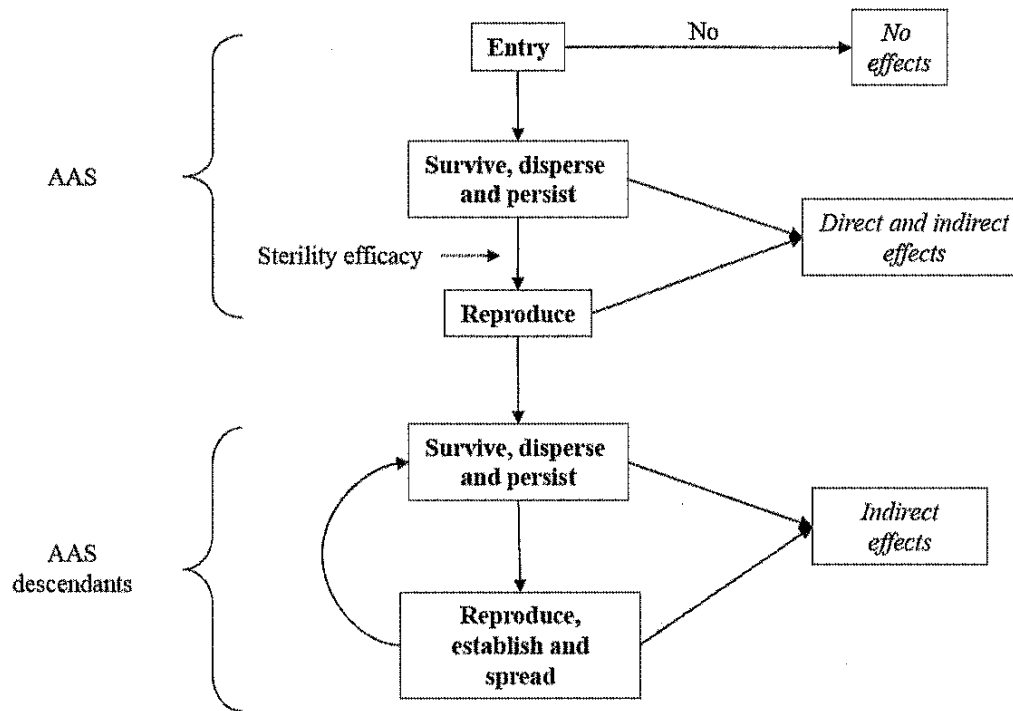 Entry
No
No
effects
AAS
Survive, disperse
and persist
Direct and indirect
effects
Sterility efficacy
Reproduce
Survive, disperse
and persist
Indirect
effects
AAS
descendants
Reproduce,
establish and
spread